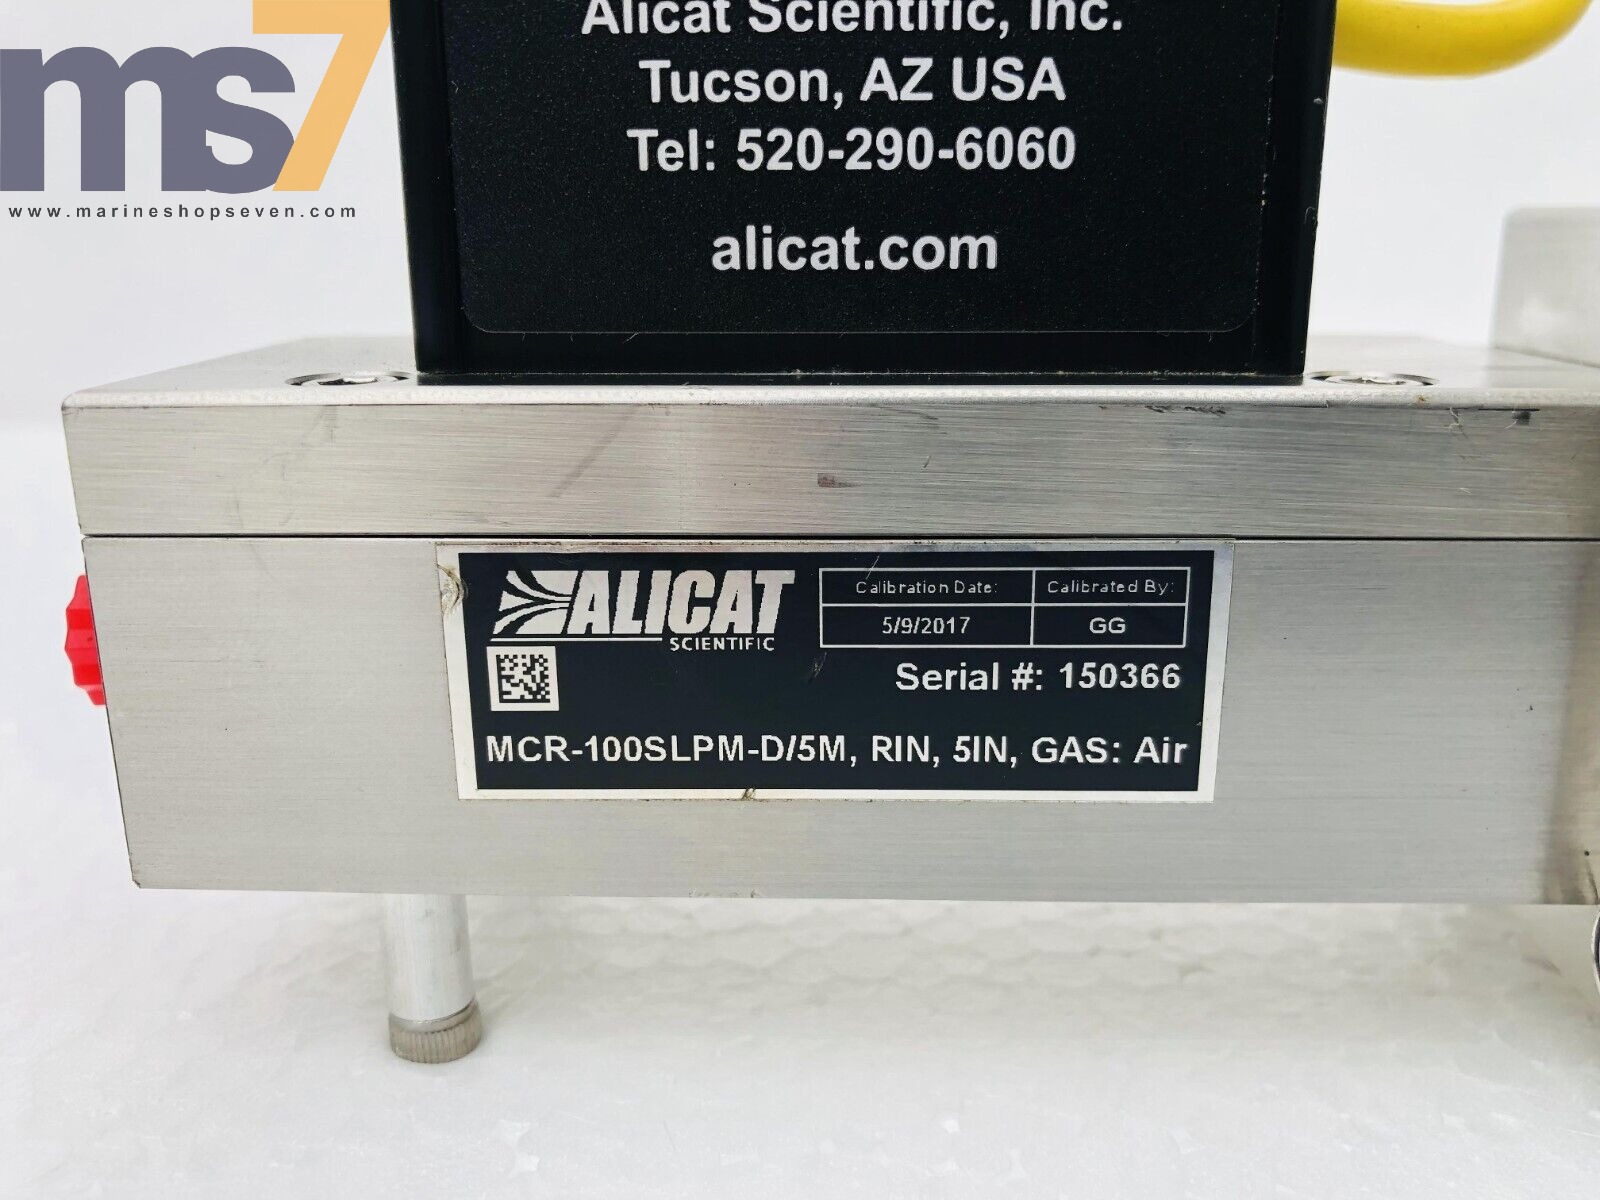 ms7
www.marineshopseven.com
Alicat Scientific, Inc.
Tucson, AZ USA
Tel: 520-290-6060
alicat.com
ALICAT
SCIENTIFIC
Calibration Date: Calibrated By:
5/9/2017 GG
Serial #: 150366
MCR-100SLPM-D/5M, RIN, 5IN, GAS: Air